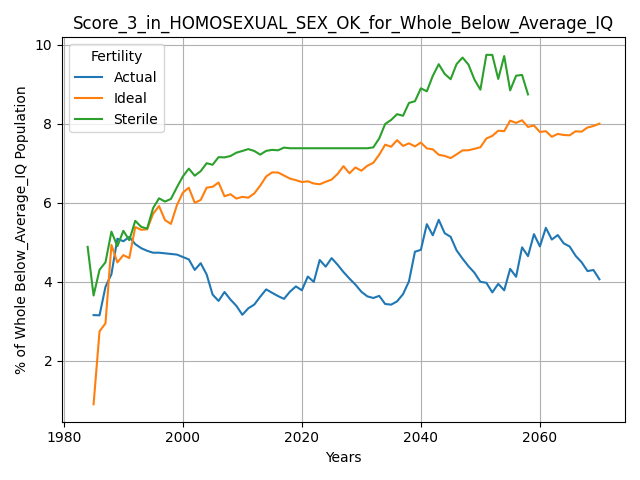 Score_3_in_HOMOSEXUAL_SEX_OK_for_Whole_Below_Average_IQ
Fertility
Actual
Ideal
Sterile
% of Whole Below_Average_IQ Population
10
8
6
4
2
1980 2000 2020 2040 2060
Years